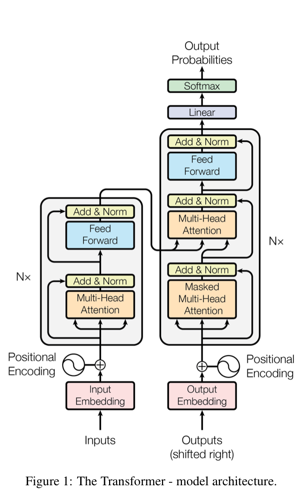 Output
Probabilities
Softmax
Linear
Add & Norm
Feed
Forward
Add & Norm
Multi-Head
Attention
Add & Norm
Masked
Multi-Head
Attention
Nx
Add & Norm
Feed
Forward
Add & Norm
Multi-Head
Attention
N×
Positional
Encoding
Positional
Encoding
Input
Embedding
Output
Embedding
Inputs
Outputs
(shifted right)
Figure 1: The Transformer - model architecture.